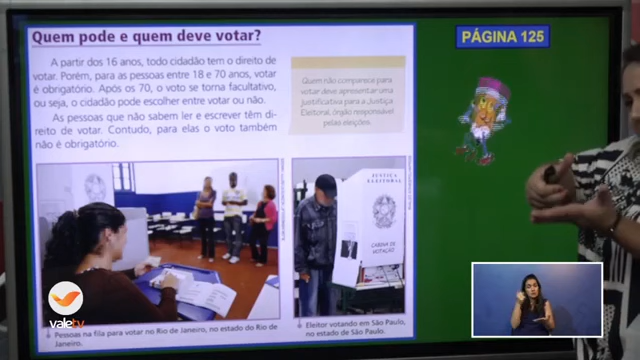 Quem pode e quem deve votar?
PÁGINA 125
A partir dos 16 anos, todo cidadão tem o direito de
votar. Porém, para as pessoas entre 18 e 70 anos, votar
é obrigatório. Após os 70, o voto se torna facultativo,
ou seja, o cidadão pode escolher entre votar ou não.
As pessoas que não sabem ler e escrever têm di-
reito de votar. Contudo, para elas o voto também
não é obrigatório.
Quem não comparece para
votar deve apresentar uma
justificativa para a Justiça
Eleitoral, órgão responsável
pelas eleições.
JUSTIÇA
ELEITORAL
CABINA DE
VOTAÇÃO
valetv
Pessoas na fila para votar no Rio de Janeiro, no estado do Rio de
Janeiro.
Eleitor votando em São Paulo,
no estado de São Paulo.